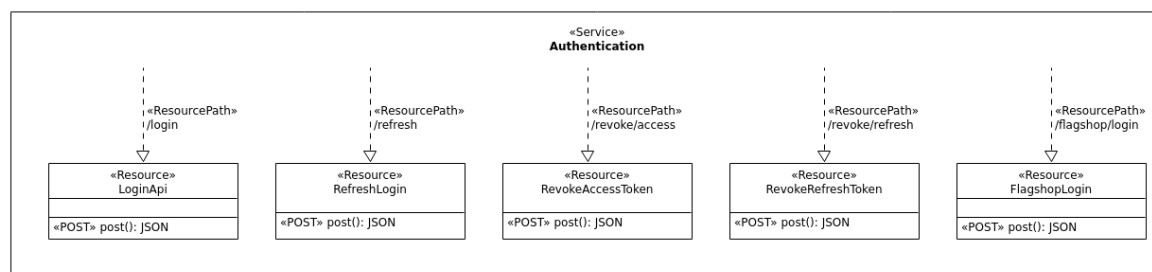 «Service»
Authentication
«ResourcePath»
/login
«ResourcePath»
/refresh
«ResourcePath»
/revoke/access
«ResourcePath»
/revoke/refresh
«ResourcePath»
/flagshop/login
«Resource»
LoginApi
«POST» post(): JSON
«Resource»
RefreshLogin
«POST» post(): JSON
«Resource»
RevokeAccessToken
«POST» post(): JSON
«Resource»
RevokeRefreshToken
«POST» post(): JSON
«Resource»
FlagshopLogin
«POST» post(): JSON